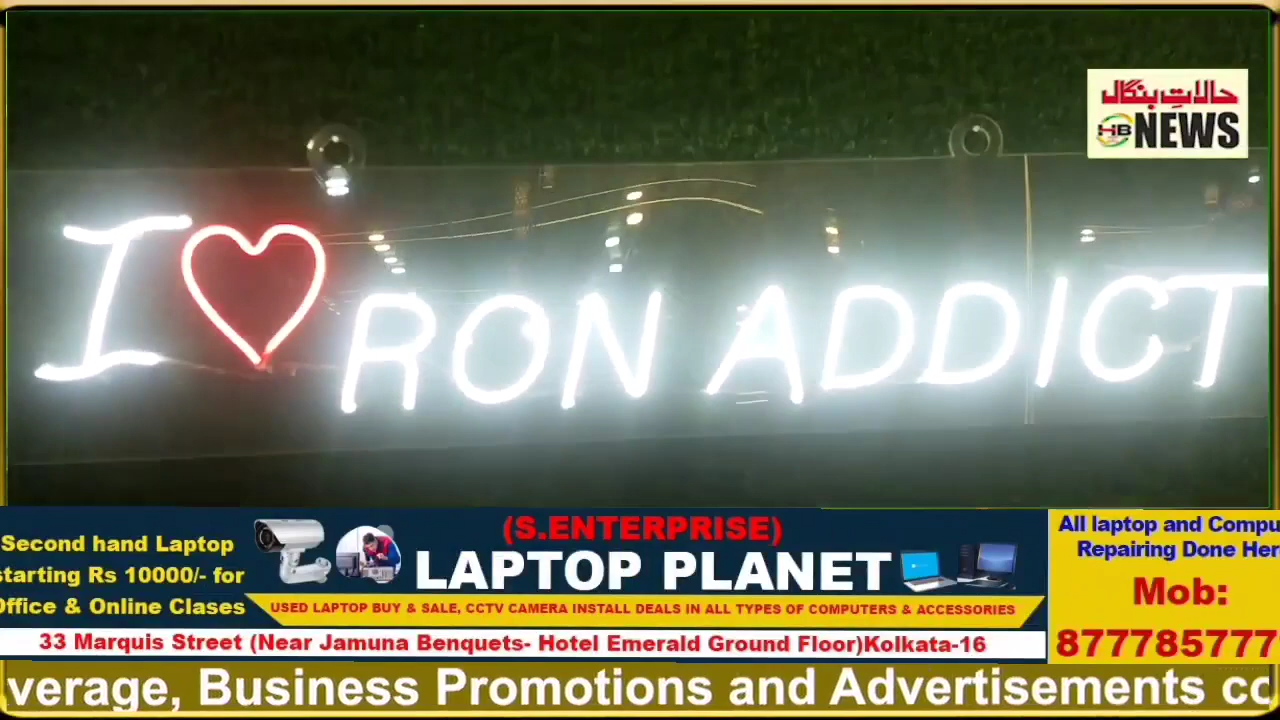 حالاتِ بنگال
HB NEWS
I RON ADDICT
(S.ENTERPRISE)
LAPTOP PLANET
Second hand Laptop
starting Rs 10000/- for
Office & Online Clases
USED LAPTOP BUY & SALE, CCTV CAMERA INSTALL DEALS IN ALL TYPES OF COMPUTERS & ACCESSORIES
33 Marquis Street (Near Jamuna Benquets- Hotel Emerald Ground Floor)Kolkata-16
All laptop and Compu
Repairing Done Her
Mob:
877785777
verage, Business Promotions and Advertisements co